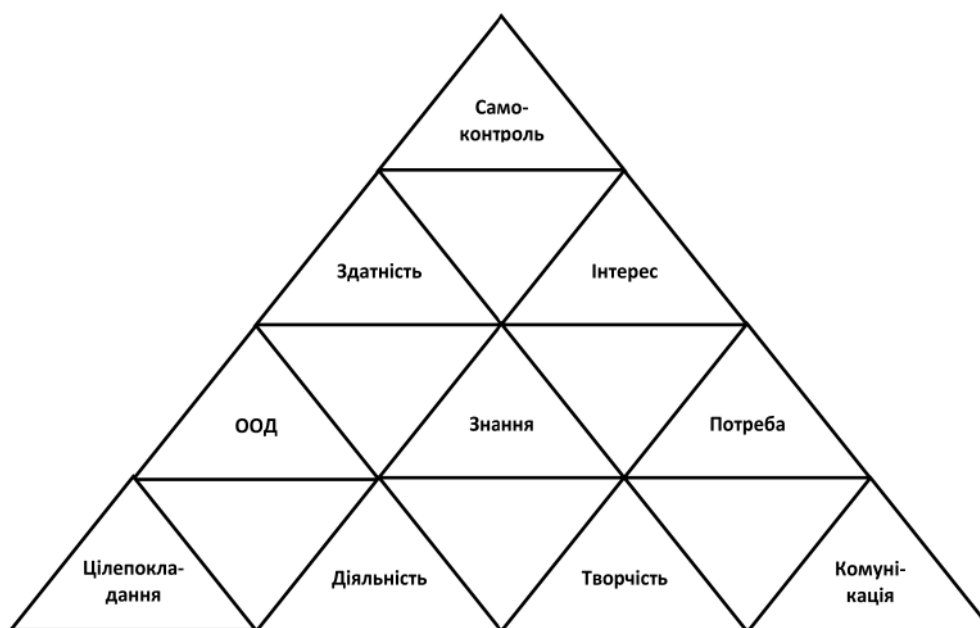 Само-
контроль
Здатність
Інтерес
ООД
Знання
Потреба
Цілепокла-
дання
Діяльність
Творчість
Комуні-
кація